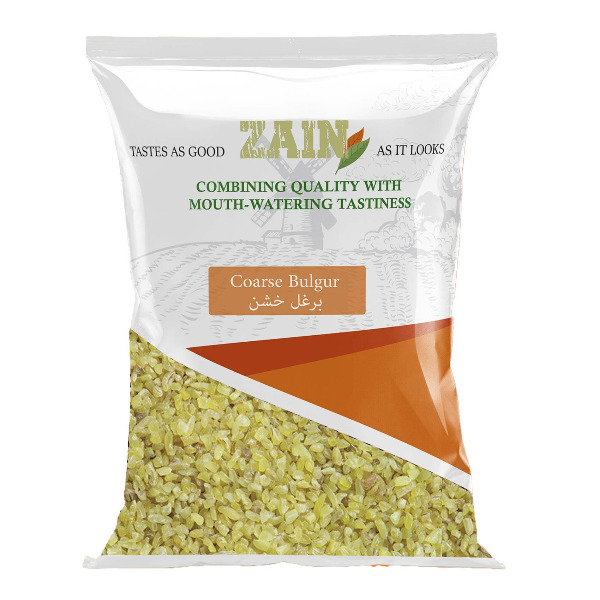 ZAIN
TASTES AS GOOD AS IT LOOKS
COMBINING QUALITY WITH
MOUTH-WATERING TASTINESS
Coarse Bulgur
برغل خشن